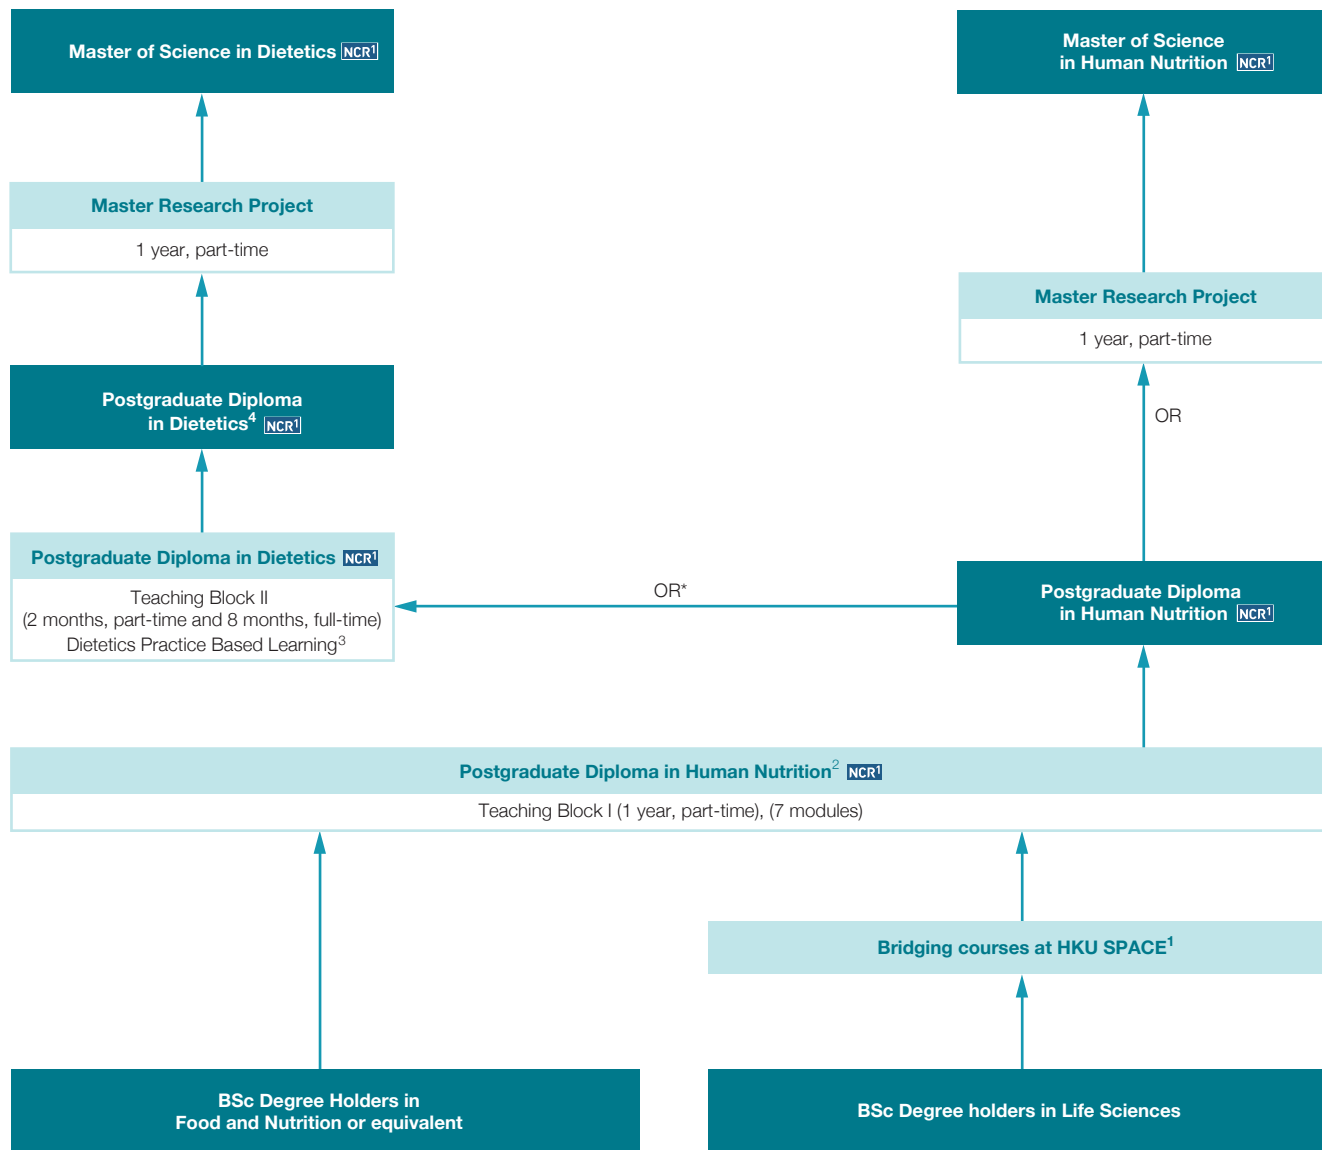 Master of Science in Dietetics NCR1
Master of Science
in Human Nutrition NCR1
Master Research Project
1 year, part-time
Master Research Project
1 year, part-time
Postgraduate Diploma
in Dietetics4 NCR1
OR
Postgraduate Diploma in Dietetics NCR1
Teaching Block II
(2 months, part-time and 8 months, full-time)
Dietetics Practice Based Learning3
OR*
Postgraduate Diploma
in Human Nutrition NCR1
Postgraduate Diploma in Human Nutrition2 NCR1
Teaching Block I (1 year, part-time), (7 modules)
Bridging courses at HKU SPACE1
BSc Degree Holders in
Food and Nutrition or equivalent
BSc Degree holders in Life Sciences